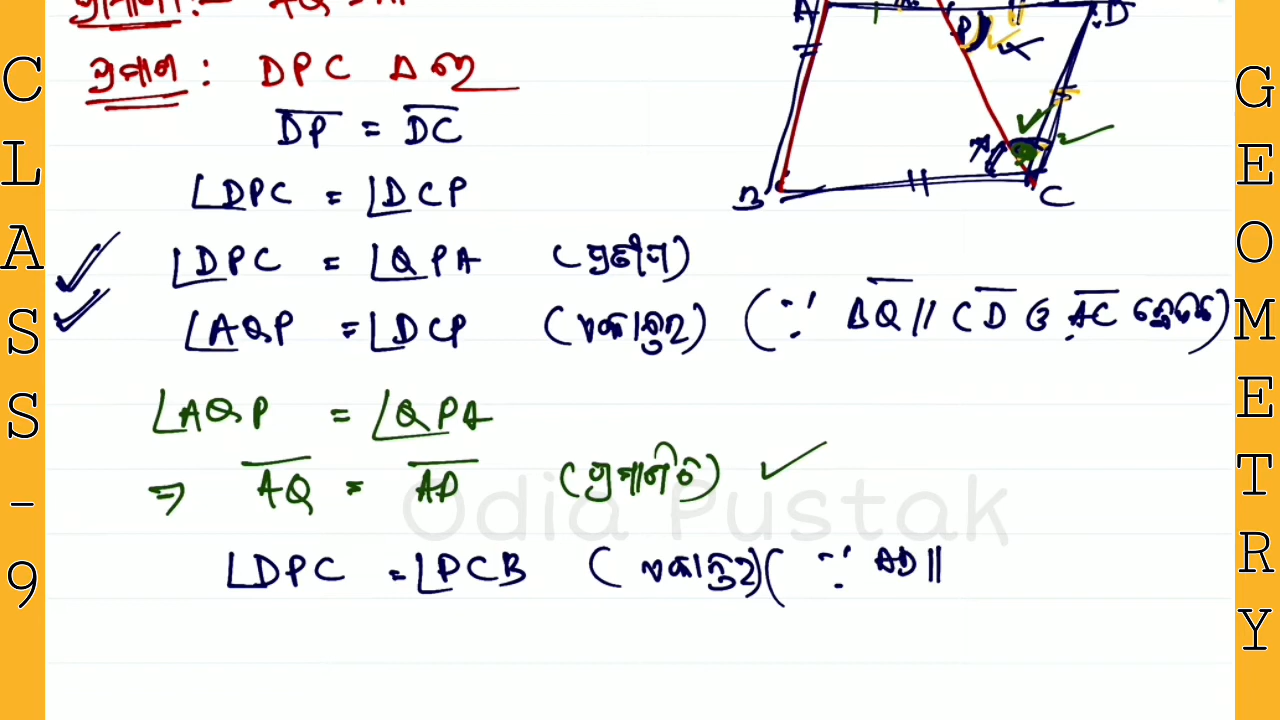 CLASS-9
GEOMETRY
ପ୍ରମାଣ : DPC Δ ରେ
A
D
P
x
x
B
C
DP = DC
∠DPC = ∠DCP
∠DPC = ∠QPA (ପ୍ରତୀପ)
∠AQP = ∠DCP (ଏକାନ୍ତର) (∵ AQ // CD ଓ AC ଛେଦକ)
∠AQP = ∠QPA
⇒ AQ = AP (ପ୍ରମାଣିତ)
Odia Pustak
∠DPC = ∠PCB (ଏକାନ୍ତର) (∵ AD ||